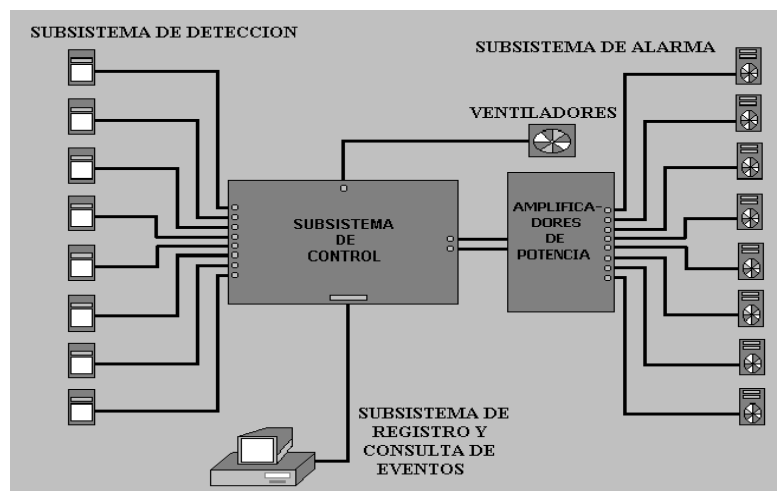 SUBSISTEMA DE DETECCION
SUBSISTEMA DE ALARMA
VENTILADORES
SUBSISTEMA
DE
CONTROL
AMPLIFICA-
DORES
DE
POTENCIA
SUBSISTEMA DE
REGISTRO Y
CONSULTA DE
EVENTOS